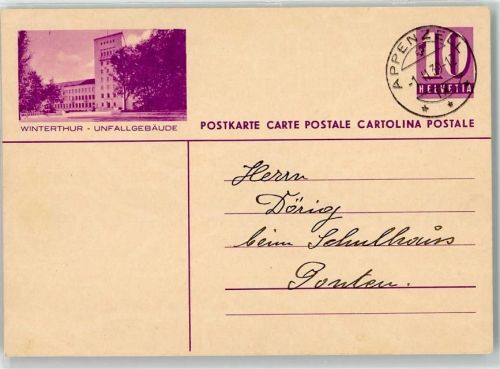 WINTERTHUR - UNFALLGEBÄUDE
APPENZELL
10
HELVETIA
POSTKARTE CARTE POSTALE CARTOLINA POSTALE
Herrn
Dörig
beim Schulhaus
Gonten.